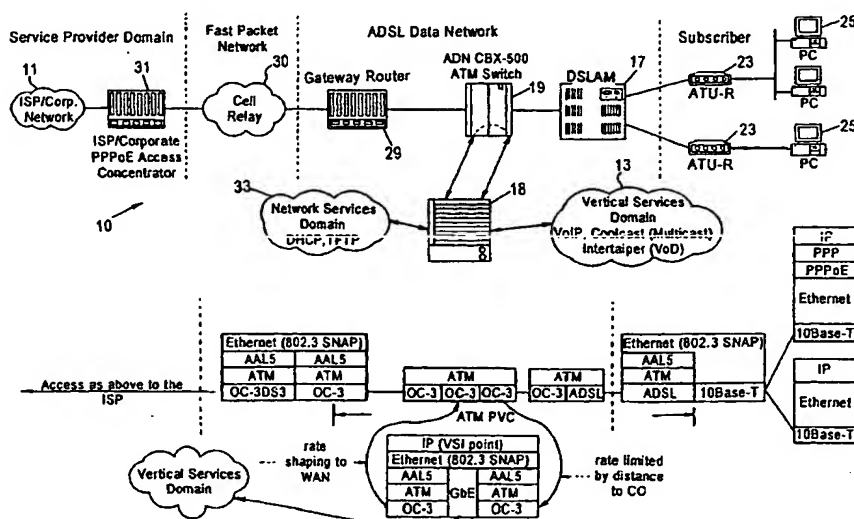 Service Provider Domain
Fast Packet
Network
ADSL Data Network
Subscriber
11
31
30
Gateway Router
ADN CBX-500
ATM Switch
19
DSLAM
17
23
25
PC
ISP/Corp.
Network
Cell
Relay
ATU-R
PC
ISP/Corporate
PPPoE Access
Concentrator
29
23
25
ATU-R
PC
10
33
18
13
Network Services
Domain
DHCP, TFTP
Vertical Services
Domain
VoIP, Coolcast (Multicast)
Intertaiper (VoD)
IP
PPP
PPPoE
Ethernet
10Base-T
Ethernet (802.3 SNAP)
AAL5 AAL5
ATM ATM
OC-3DS3 OC-3
ATM
OC-3 OC-3 OC-3
ATM
OC-3 ADSL
Ethernet (802.3 SNAP)
AAL5
ATM
ADSL 10Base-T
IP
Ethernet
10Base-T
Access as above to the
ISP
ATM PVC
rate
shaping to
WAN
IP (VSI point)
Ethernet (802.3 SNAP)
AAL5 GbE AAL5
ATM ATM
OC-3 OC-3
rate limited
by distance
to CO
Vertical Services
Domain